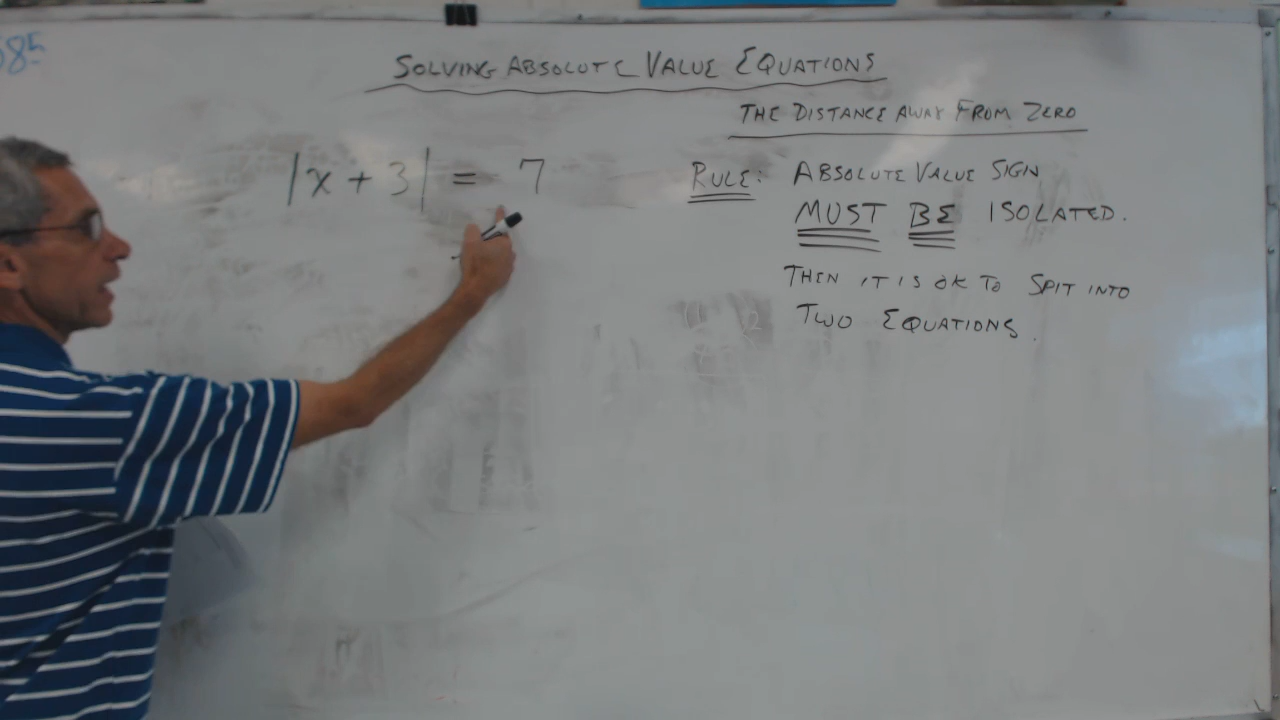 585
SOLVING ABSOLUTE VALUE EQUATIONS
THE DISTANCE AWAY FROM ZERO
|x + 3| = 7
RULE: ABSOLUTE VALUE SIGN
MUST BE ISOLATED.
THEN IT IS OK TO SPIT INTO
TWO EQUATIONS.